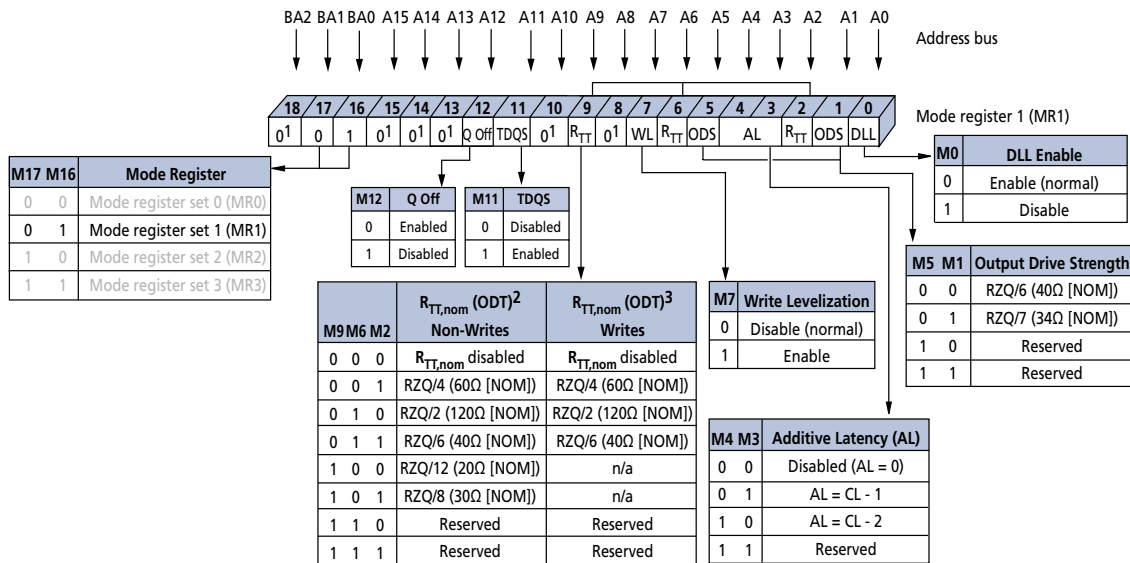 BA2 BA1 BA0 A15 A14 A13 A12 A11 A10 A9 A8 A7 A6 A5 A4 A3 A2 A1 A0
Address bus
18 17 16 15 14 13 12 11 10 9 8 7 6 5 4 3 2 1 0
0¹ 0 1 0¹ 0¹ 0¹ Q Off TDQS 0¹ RTT 0¹ WL RTT ODS AL RTT ODS DLL
Mode register 1 (MR1)
M17 M16 Mode Register
0 0 Mode register set 0 (MR0)
0 1 Mode register set 1 (MR1)
1 0 Mode register set 2 (MR2)
1 1 Mode register set 3 (MR3)
M12 Q Off
0 Enabled
1 Disabled
M11 TDQS
0 Disabled
1 Enabled
M0 DLL Enable
0 Enable (normal)
1 Disable
M5 M1 Output Drive Strength
0 0 RZQ/6 (40Ω [NOM])
0 1 RZQ/7 (34Ω [NOM])
1 0 Reserved
1 1 Reserved
M9 M6 M2 RTT,nom (ODT)² Non-Writes RTT,nom (ODT)³ Writes
0 0 0 RTT,nom disabled RTT,nom disabled
0 0 1 RZQ/4 (60Ω [NOM]) RZQ/4 (60Ω [NOM])
0 1 0 RZQ/2 (120Ω [NOM]) RZQ/2 (120Ω [NOM])
0 1 1 RZQ/6 (40Ω [NOM]) RZQ/6 (40Ω [NOM])
1 0 0 RZQ/12 (20Ω [NOM]) n/a
1 0 1 RZQ/8 (30Ω [NOM]) n/a
1 1 0 Reserved Reserved
1 1 1 Reserved Reserved
M7 Write Levelization
0 Disable (normal)
1 Enable
M4 M3 Additive Latency (AL)
0 0 Disabled (AL = 0)
0 1 AL = CL - 1
1 0 AL = CL - 2
1 1 Reserved